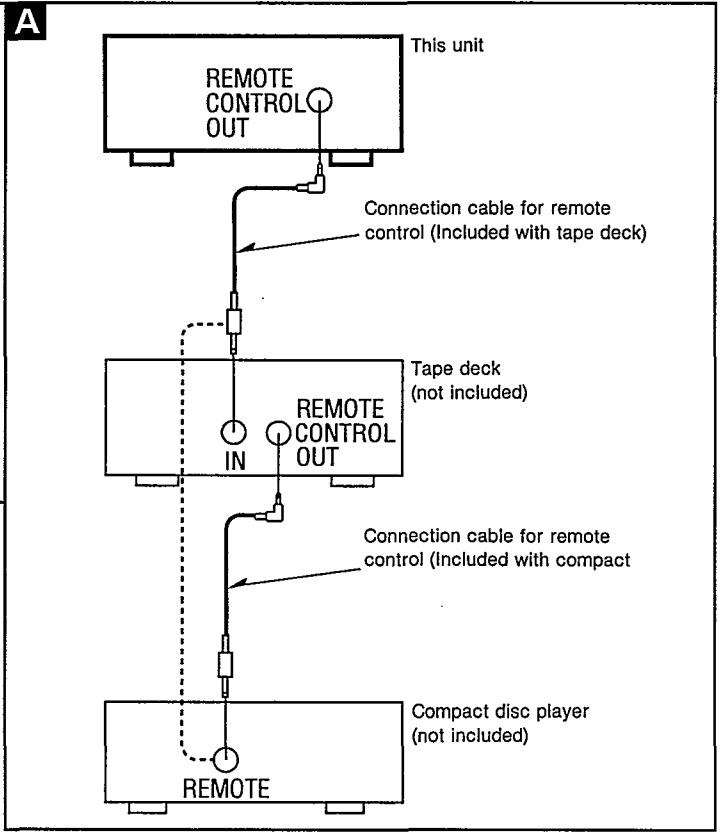 A
This unit
REMOTE
CONTROL
OUT
Connection cable for remote
control (Included with tape deck)
Tape deck
(not included)
REMOTE
CONTROL
OUT
IN
Connection cable for remote
control (Included with compact
Compact disc player
(not included)
REMOTE